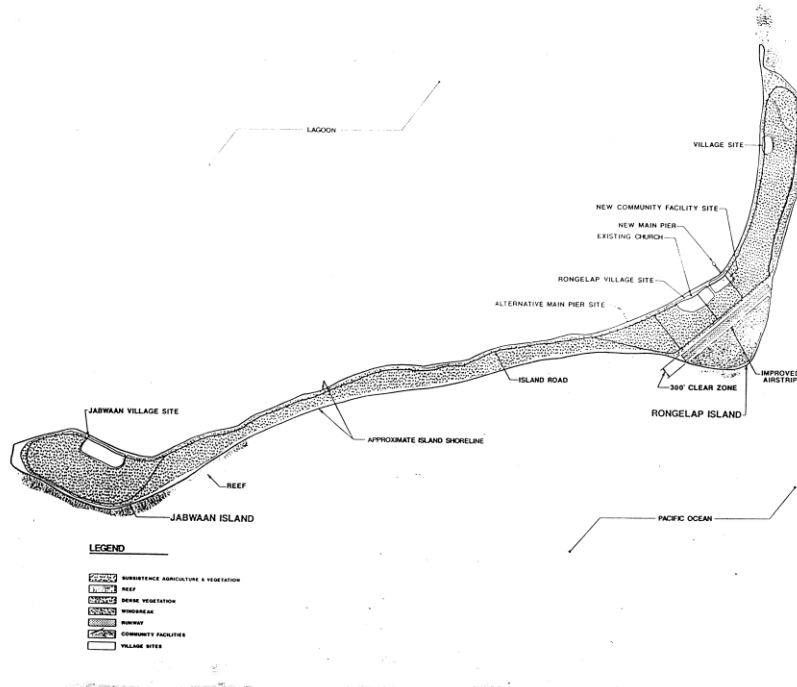 LAGOON
VILLAGE SITE
NEW COMMUNITY FACILITY SITE
NEW MAIN PIER
EXISTING CHURCH
RONGELAP VILLAGE SITE
ALTERNATIVE MAIN PIER SITE
ISLAND ROAD
IMPROVED
AIRSTRIP
300' CLEAR ZONE
RONGELAP ISLAND
JABWAAN VILLAGE SITE
APPROXIMATE ISLAND SHORELINE
REEF
JABWAAN ISLAND
PACIFIC OCEAN
LEGEND
SUBSISTENCE AGRICULTURE & VEGETATION
REEF
DENSE VEGETATION
WINDBREAK
RUNWAY
COMMUNITY FACILITIES
VILLAGE SITES